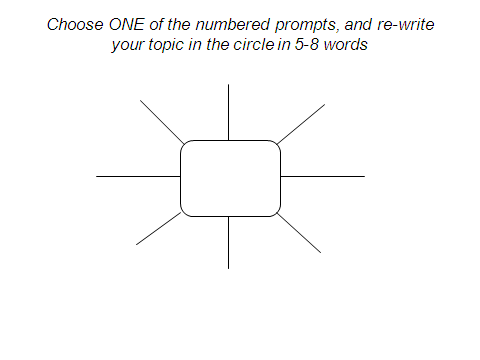 Choose ONE of the numbered prompts, and re-write
your topic in the circle in 5-8 words